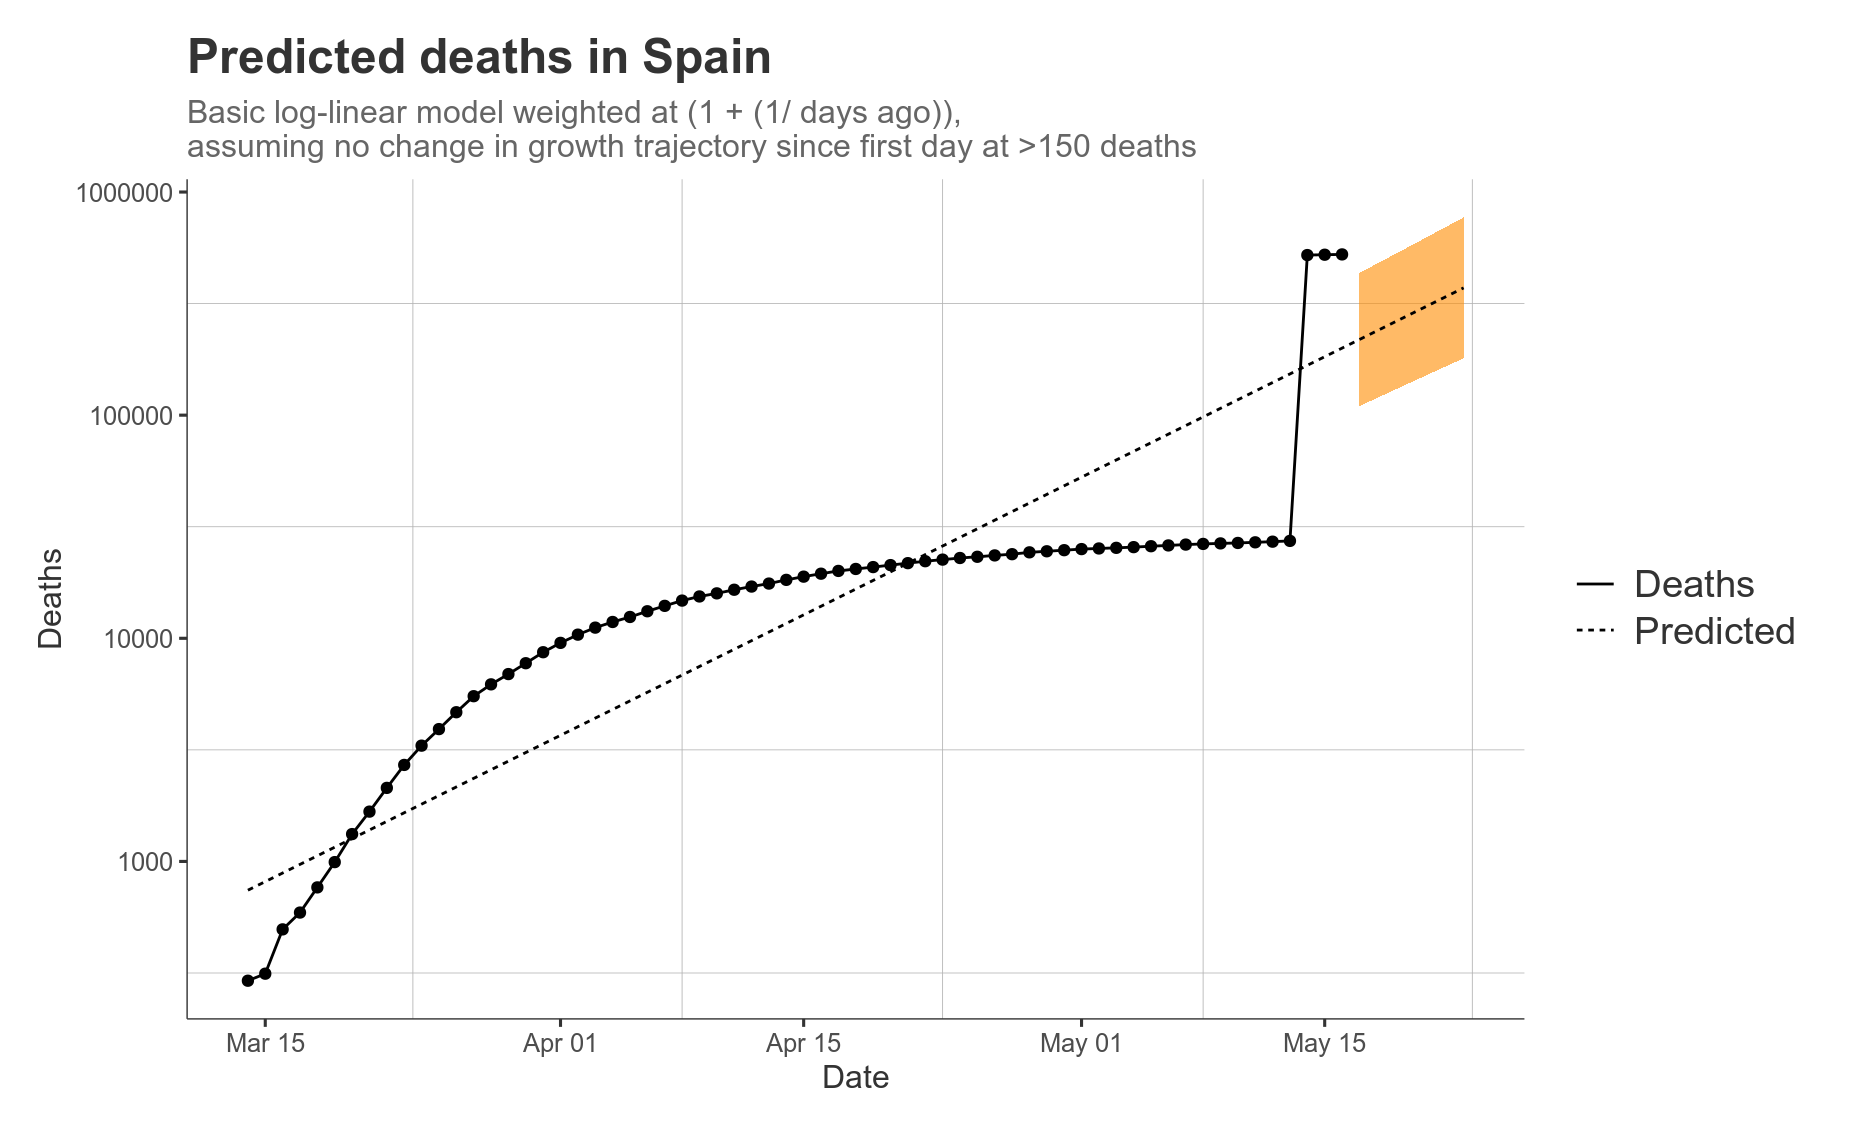 Predicted deaths in Spain
Basic log-linear model weighted at (1 + (1/ days ago)),
assuming no change in growth trajectory since first day at >150 deaths
1000000
100000
10000
1000
Deaths
Mar 15
Apr 01
Apr 15
May 01
May 15
Date
Deaths
Predicted